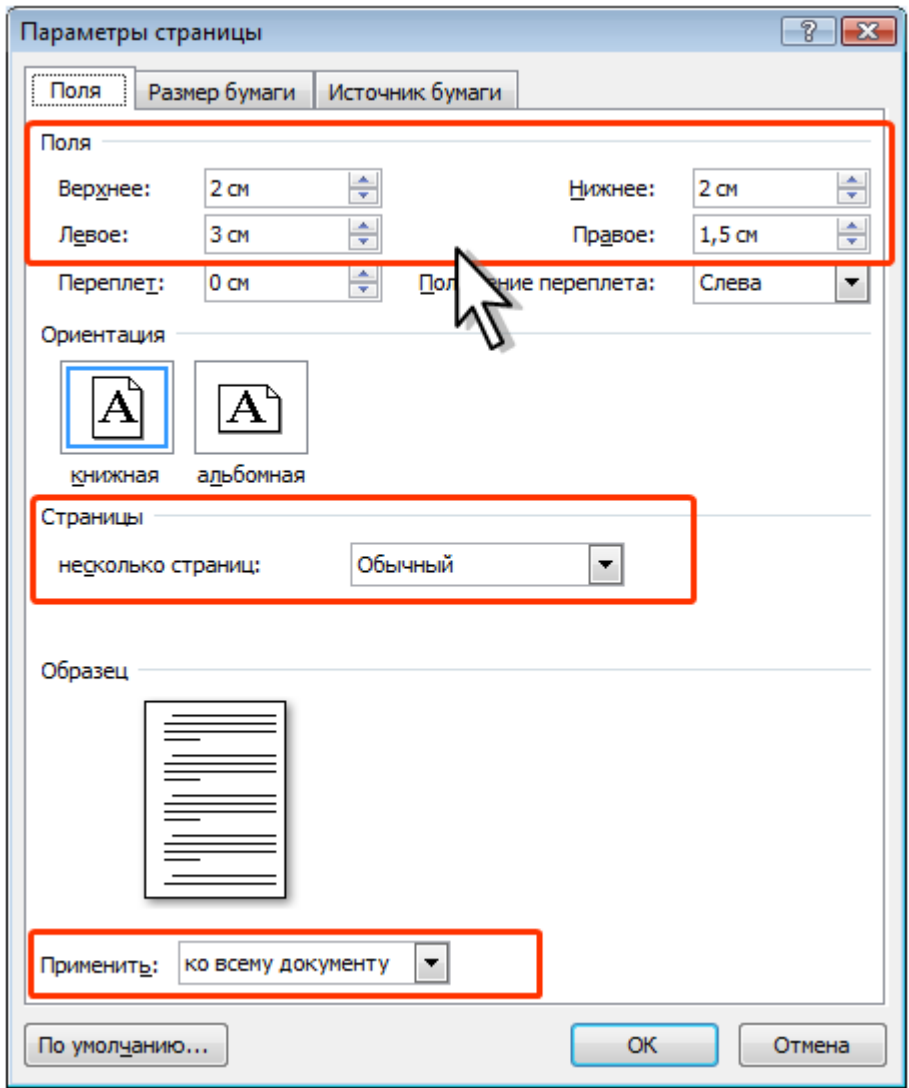 Параметры страницы
Поля Размер бумаги Источник бумаги
Поля
Верхнее: 2 см Нижнее: 2 см
Левое: 3 см Правое: 1,5 см
Переплет: 0 см переплета: Слева
Ориентация
A A
книжная альбомная
Страницы
несколько страниц: Обычный
Образец
Применить: ко всему документу
По умолчанию... ОК Отмена